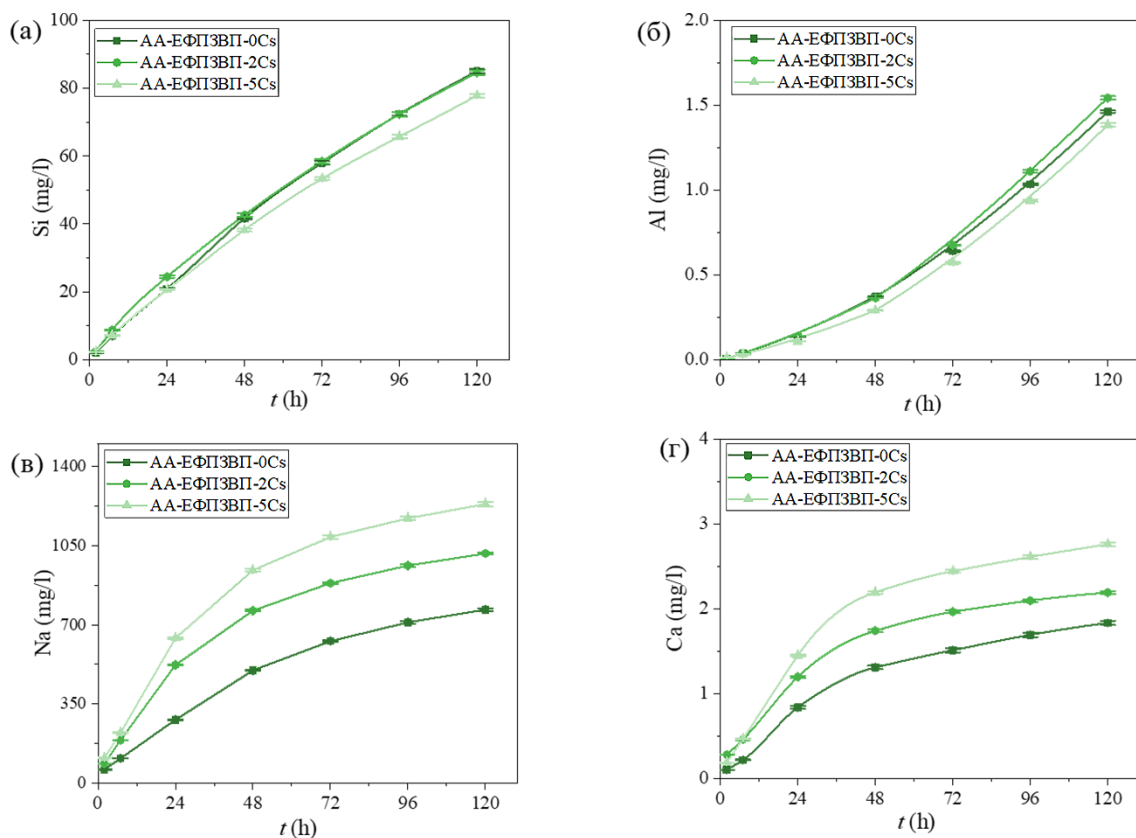 (а)
Si (mg/l)
100
80
60
40
20
0
АА-ЕФПЗВП-0Cs
АА-ЕФПЗВП-2Cs
АА-ЕФПЗВП-5Cs
0 24 48 72 96 120
t (h)
(б)
Al (mg/l)
2.0
1.5
1.0
0.5
0.0
АА-ЕФПЗВП-0Cs
АА-ЕФПЗВП-2Cs
АА-ЕФПЗВП-5Cs
0 24 48 72 96 120
t (h)
(в)
Na (mg/l)
1400
1050
700
350
0
АА-ЕФПЗВП-0Cs
АА-ЕФПЗВП-2Cs
АА-ЕФПЗВП-5Cs
0 24 48 72 96 120
t (h)
(г)
Ca (mg/l)
4
3
2
1
0
АА-ЕФПЗВП-0Cs
АА-ЕФПЗВП-2Cs
АА-ЕФПЗВП-5Cs
0 24 48 72 96 120
t (h)